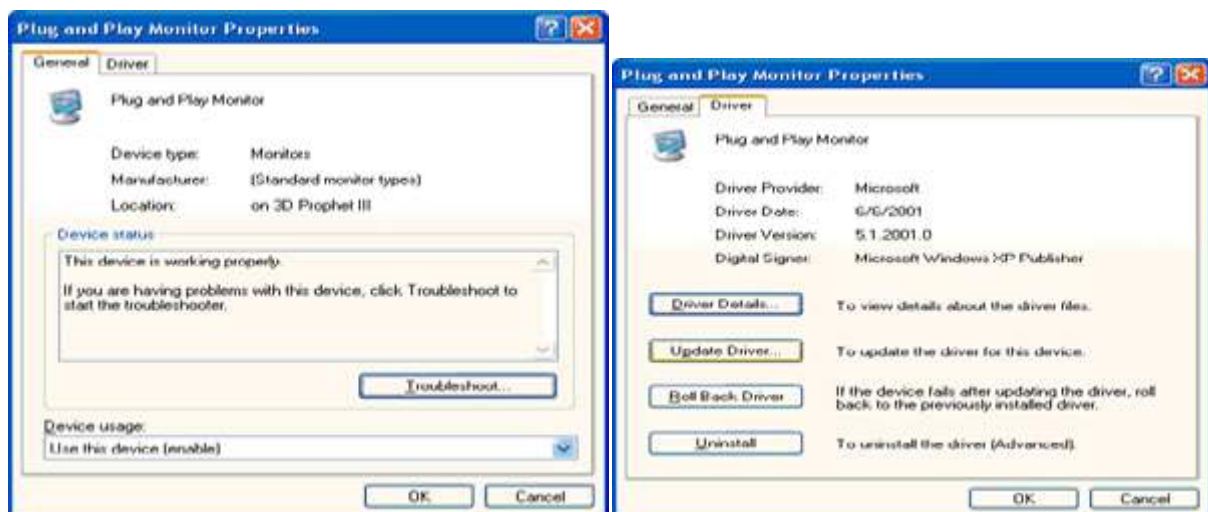 Plug and Play Monitor Properties
General Driver
Plug and Play Monitor
Device type: Monitors
Manufacturer: (Standard monitor types)
Location: on 3D Prophet III
Device status
This device is working properly.
If you are having problems with this device, click Troubleshoot to
start the troubleshooter.
Troubleshoot...
Device usage:
Use this device (enable)
OK Cancel
Plug and Play Monitor Properties
General Driver
Plug and Play Monitor
Driver Provider: Microsoft
Driver Date: 6/6/2001
Driver Version: 5.1.2001.0
Digital Signer: Microsoft Windows XP Publisher
Driver Details... To view details about the driver files.
Update Driver... To update the driver for this device.
Roll Back Driver If the device fails after updating the driver, roll
back to the previously installed driver.
Uninstall To uninstall the driver (Advanced).
OK Cancel